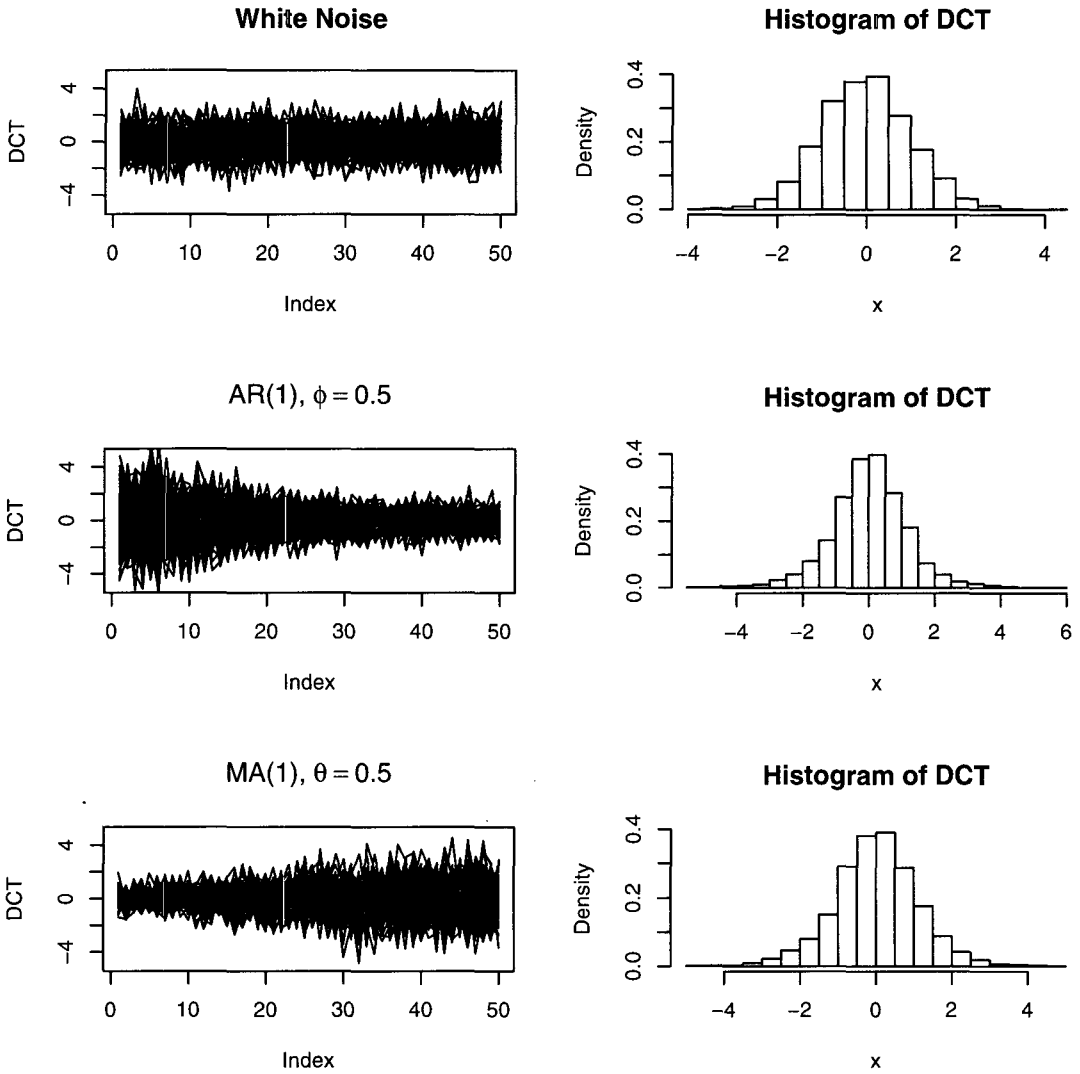 White Noise
DCT
4
0
−4
0 10 20 30 40 50
Index
Histogram of DCT
Density
0.4
0.2
0.0
−4 −2 0 2 4
x
AR(1), ϕ = 0.5
DCT
4
0
−4
0 10 20 30 40 50
Index
Histogram of DCT
Density
0.4
0.2
0.0
−4 −2 0 2 4 6
x
MA(1), θ = 0.5
DCT
4
0
−4
0 10 20 30 40 50
Index
Histogram of DCT
Density
0.4
0.2
0.0
−4 −2 0 2 4
x